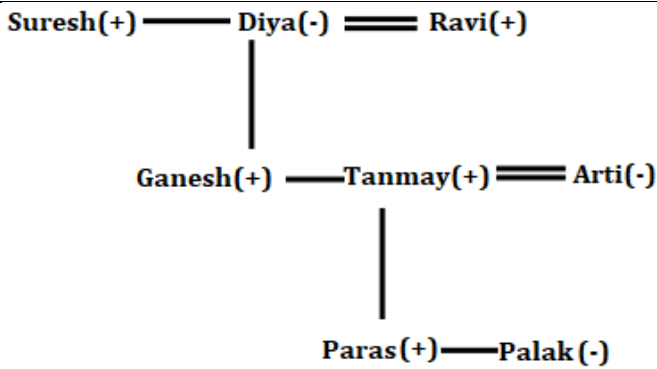 Suresh(+) Diya(-) Ravi(+)
Ganesh(+) Tanmay(+) Arti(-)
Paras(+) Palak(-)